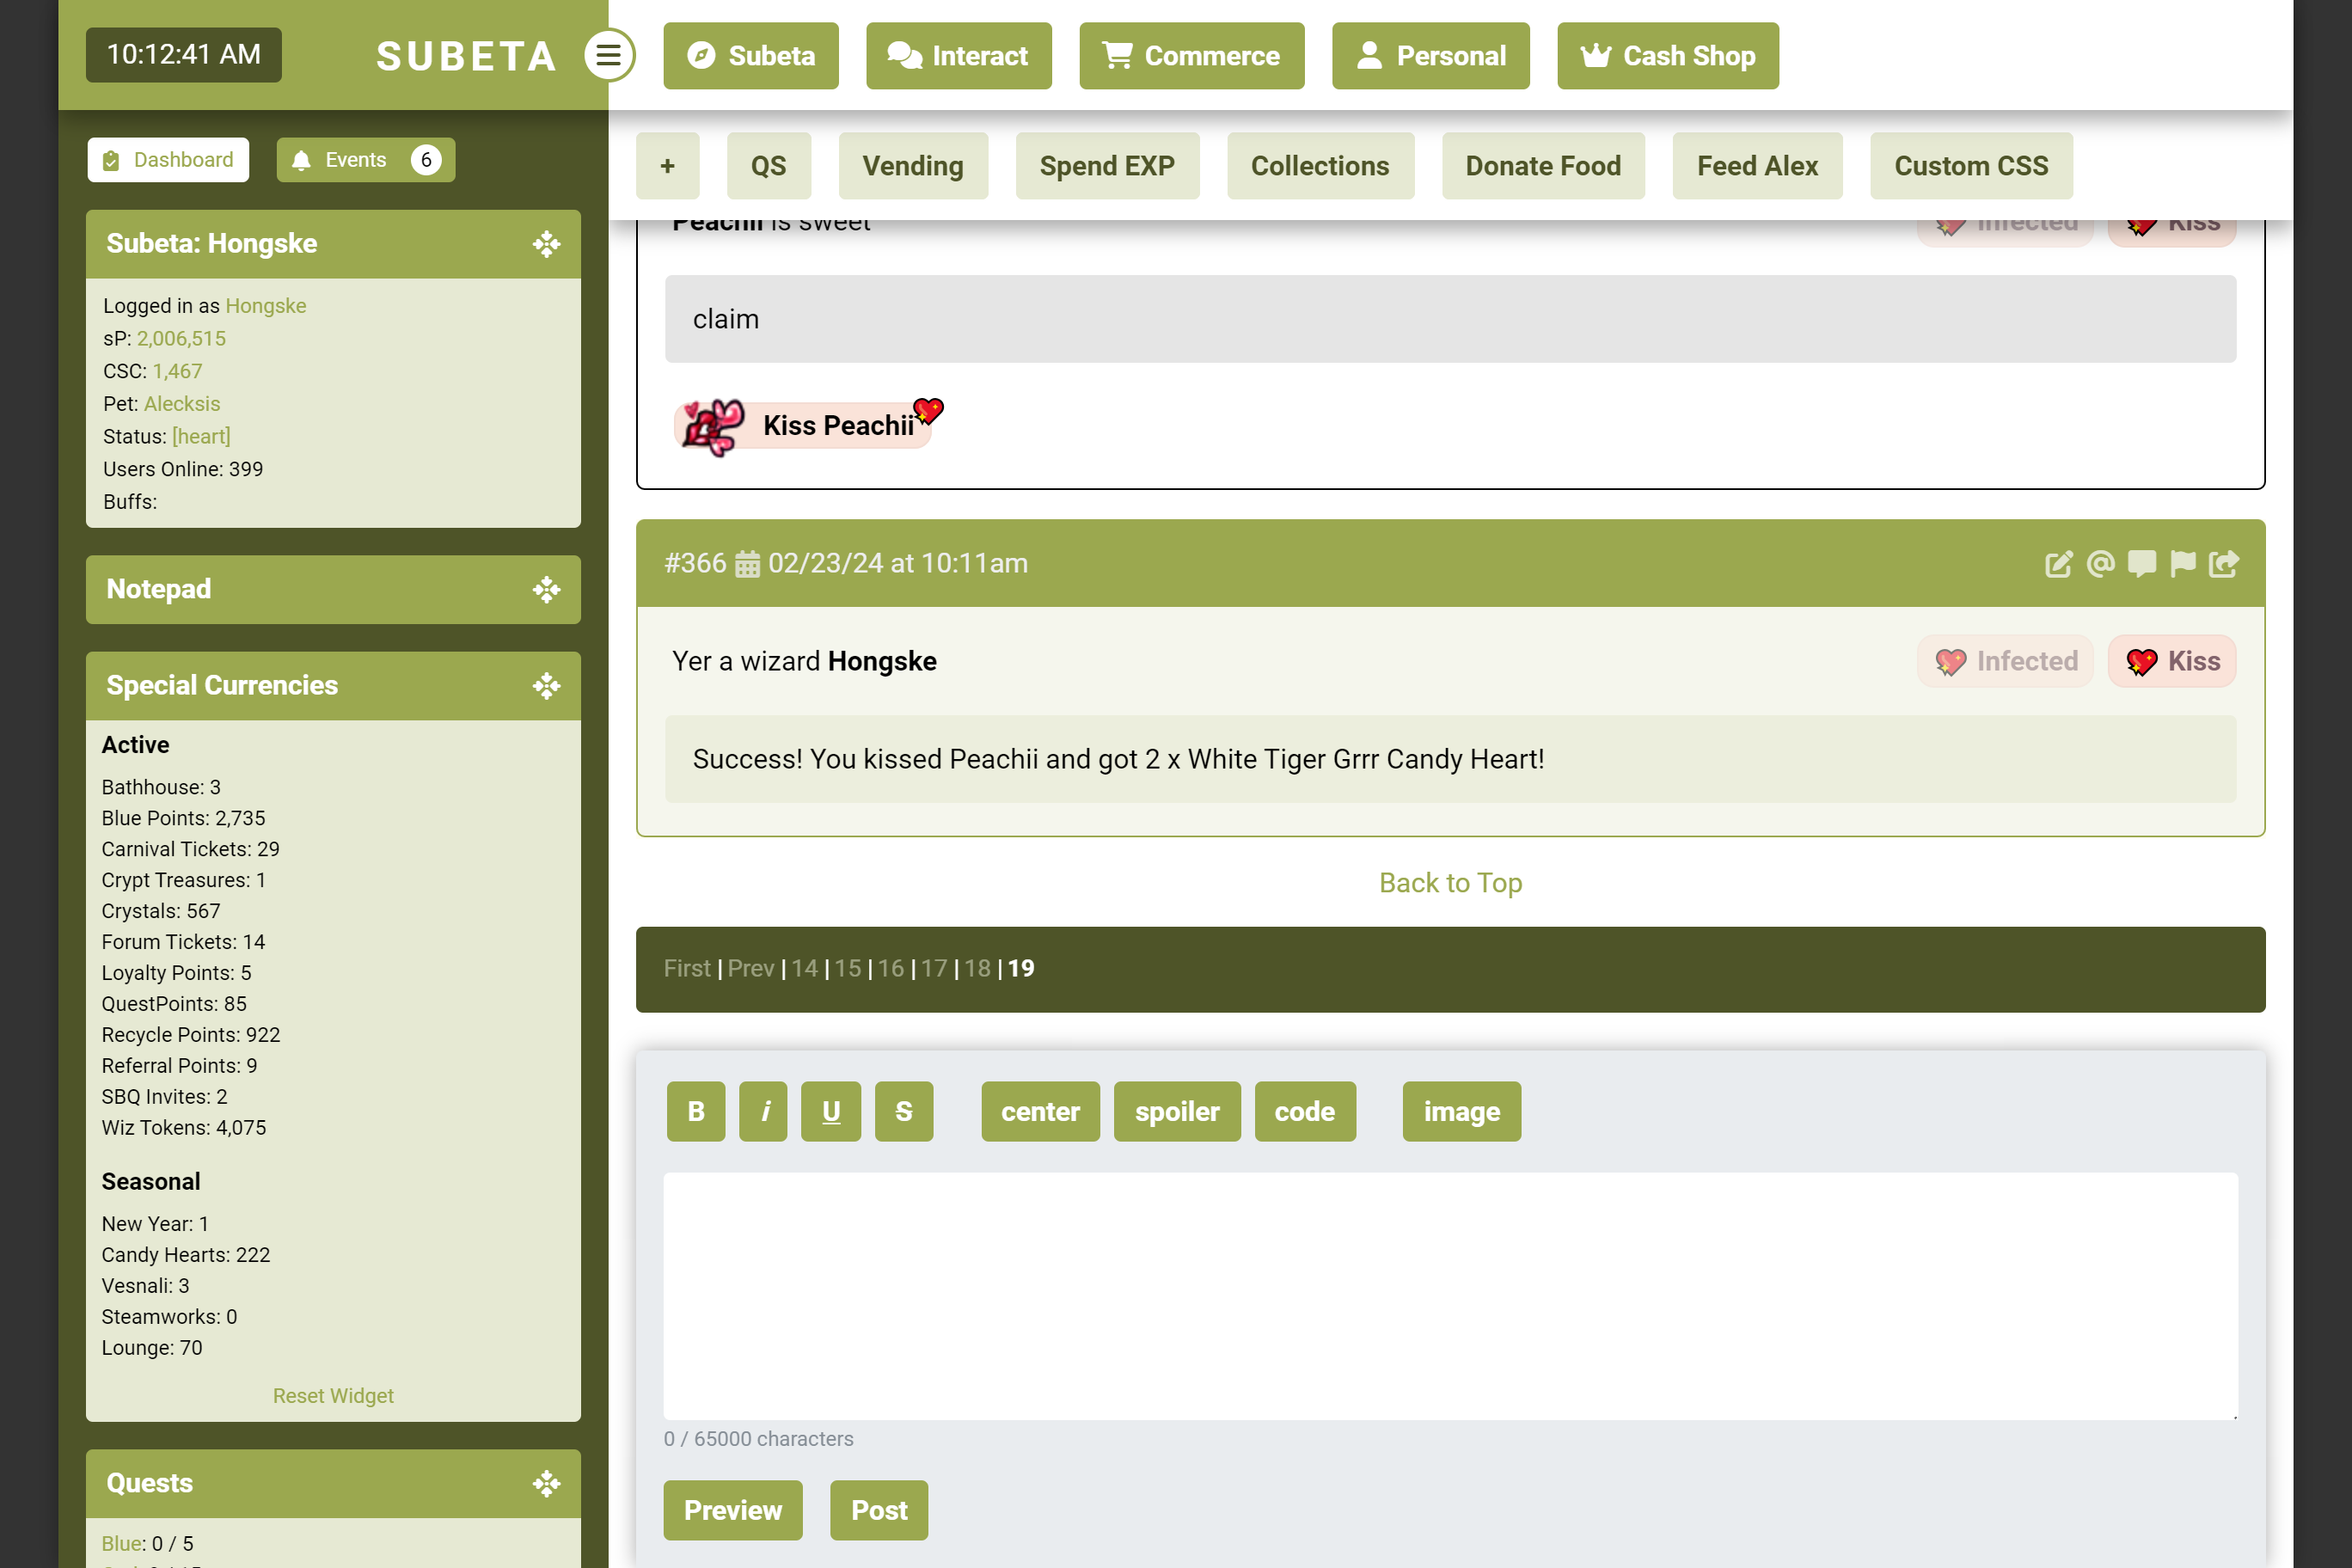 10:12:41 AM
SUBETA
Subeta
Interact
Commerce
Personal
Cash Shop
Dashboard
Events 6
+
QS
Vending
Spend EXP
Collections
Donate Food
Feed Alex
Custom CSS
Subeta: Hongske
Logged in as Hongske
sP: 2,006,515
CSC: 1,467
Pet: Alecksis
Status: [heart]
Users Online: 399
Buffs:
Notepad
Special Currencies
Active
Bathhouse: 3
Blue Points: 2,735
Carnival Tickets: 29
Crypt Treasures: 1
Crystals: 567
Forum Tickets: 14
Loyalty Points: 5
QuestPoints: 85
Recycle Points: 922
Referral Points: 9
SBQ Invites: 2
Wiz Tokens: 4,075
Seasonal
New Year: 1
Candy Hearts: 222
Vesnali: 3
Steamworks: 0
Lounge: 70
Reset Widget
Quests
Blue: 0 / 5
Peachii is sweet
Infected
Kiss
claim
Kiss Peachii
#366 02/23/24 at 10:11am
@
Yer a wizard Hongske
Infected
Kiss
Success! You kissed Peachii and got 2 x White Tiger Grrr Candy Heart!
Back to Top
First | Prev | 14 | 15 | 16 | 17 | 18 | 19
B
i
U
S
center
spoiler
code
image
0 / 65000 characters
Preview
Post